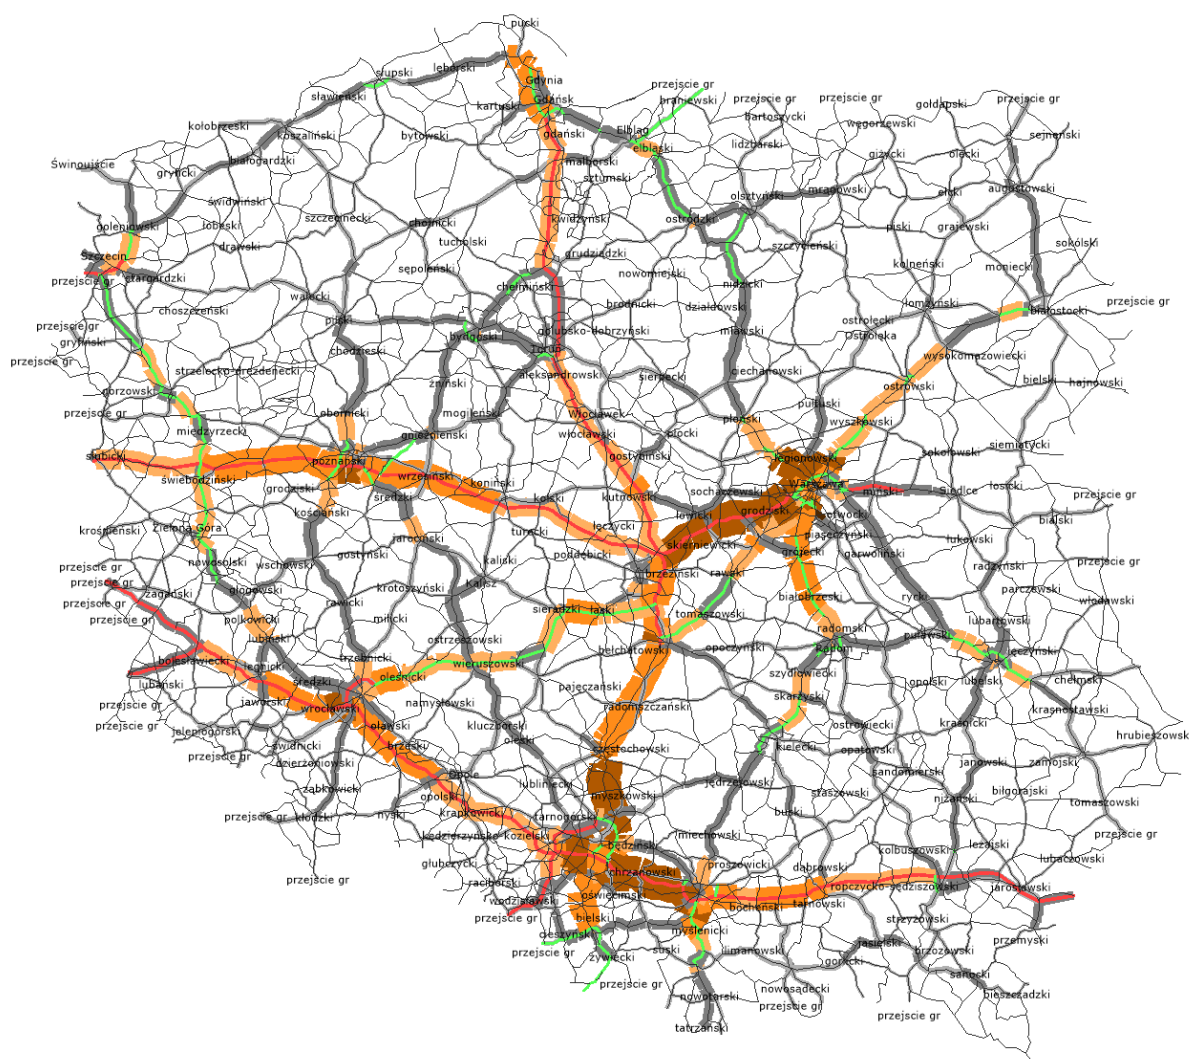 pucki
lęborski
słupski
Gdynia
przejscie gr
sławieński
kartuski
Gdańsk
braniewski
przejscie gr
przejscie gr
gołdapski
przejscie gr
bartoszycki
kołobrzeski
koszaliński
bytowski
gdański
Elbląg
węgorzewski
sejneński
elbląski
lidzbarski
giżycki
olecki
Świnoujście
białogardzki
malborski
gryficki
sztumski
mrągowski
ełcki
augustowski
świdwiński
olsztyński
goleniowski
łobeski
szczecinecki
chojnicki
kwidzyński
ostródzki
piski
grajewski
drawski
tucholski
szczycieński
sokólski
Szczecin
grudziądzki
kolneński
moniecki
przejscie gr
stargardzki
sępoleński
nowomiejski
nidzicki
chełmiński
wałecki
brodnicki
działdowski
łomżyński
przejscie gr
choszczeński
białostocki
przejscie gr
pilski
ostrołęcki
golubsko-dobrzyński
mławski
Ostrołęka
gryfiński
bydgoski
Toruń
chodzieski
wysokomazowiecki
przejscie gr
strzelecko-drezdenecki
aleksandrowski
sierpecki
ciechanowski
bielski
hajnowski
gorzowski
żniński
ostrowski
przejscie gr
obornicki
mogileński
Włocławek
płoński
pułtuski
wyszkowski
międzyrzecki
gnieźnieński
włocławski
płocki
siemiatycki
słubicki
poznański
gostyniński
legionowski
sokołowski
świebodziński
wrzesiński
koniński
Warszawa
grodziski
średzki
kolski
kutnowski
sochaczewski
miński
Siedlce
łosicki
przejscie gr
kościański
łowicki
grodziski
otwocki
bialski
krośnieński
Zielona Góra
turecki
łęczycki
piaseczyński
jarociński
skierniewicki
łukowski
gostyński
poddębicki
grójecki
garwoliński
przejscie gr
nowosolski
wschowski
kaliski
brzeziński
rawski
radzyński
przejscie gr
przejscie gr
żagański
głogowski
krotoszyński
Kalisz
białobrzeski
rycki
parczewski
włodawski
przejscie gr
rawicki
sieradzki
łaski
tomaszowski
przejscie gr
polkowicki
milicki
lubartowski
radomski
lubiński
ostrzeszowski
puławski
bolesławiecki
legnicki
trzebnicki
wieruszowski
bełchatowski
opoczyński
Radom
łęczyński
lubański
średzki
oleśnicki
szydłowiecki
opolski
lubelski
chełmski
pajęczański
przejscie gr
jaworski
wrocławski
namysłowski
radomszczański
skarżyski
krasnostawski
przejscie gr
jeleniogórski
oławski
kluczborski
ostrowiecki
kraśnicki
hrubieszowski
przejscie gr
świdnicki
brzeski
oleski
częstochowski
kielecki
opatowski
dzierżoniowski
janowski
zamojski
Opole
sandomierski
ząbkowicki
opolski
lubliniecki
myszkowski
jędrzejowski
staszowski
niżański
biłgorajski
tomaszowski
przejscie gr
kłodzki
nyski
krapkowicki
tarnogórski
buski
przejscie gr
kędzierzyńsko-kozielski
miechowski
będziński
kolbuszowski
leżajski
lubaczowski
głubczycki
proszowicki
dąbrowski
przejscie gr
raciborski
chrzanowski
ropczycko-sędziszowski
jarosławski
wodzisławski
oświęcimski
bocheński
tarnowski
przejscie gr
bielski
strzyżowski
cieszyński
myślenicki
przemyski
przejscie gr
suski
limanowski
jasielski
brzozowski
żywiecki
gorlicki
sanocki
przejscie gr
nowotarski
nowosądecki
bieszczadzki
przejscie gr
przejscie gr
tatrzański